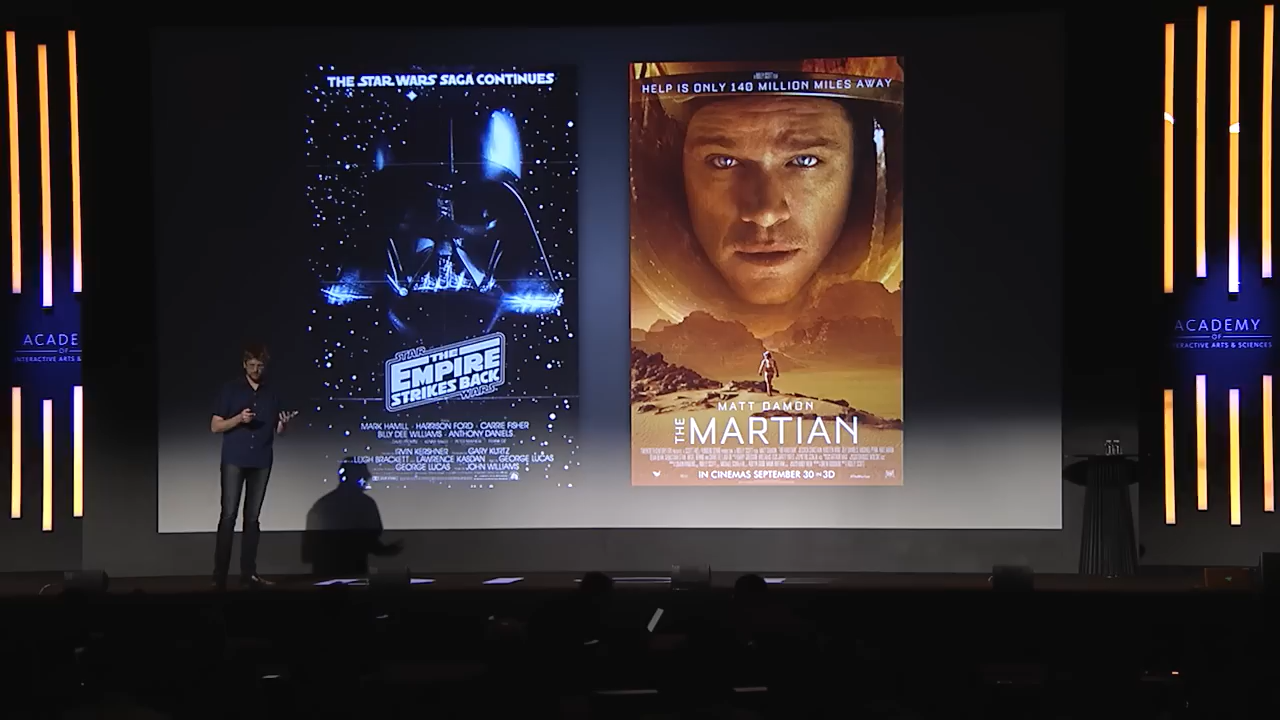 THE STAR WARS SAGA CONTINUES
STAR
THE
EMPIRE
STRIKES BACK
WARS
MARK HAMILL · HARRISON FORD · CARRIE FISHER
BILLY DEE WILLIAMS · ANTHONY DANIELS
IRVIN KERSHNER GARY KURTZ
LEIGH BRACKETT LAWRENCE KASDAN GEORGE LUCAS
GEORGE LUCAS JOHN WILLIAMS
HELP IS ONLY 140 MILLION MILES AWAY
MATT DAMON
THE MARTIAN
IN CINEMAS SEPTEMBER 30 IN 3D
ACADEMY
OF
INTERACTIVE ARTS &
ACADEMY
OF
INTERACTIVE ARTS & SCIENCES